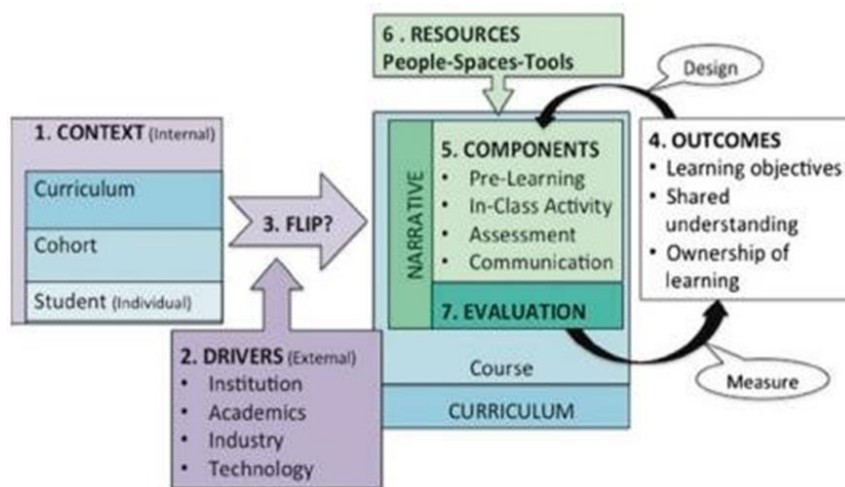 6 . RESOURCES
People-Spaces-Tools
Design
1. CONTEXT (Internal)
Curriculum
Cohort
Student (Individual)
3. FLIP?
2. DRIVERS (External)
• Institution
• Academics
• Industry
• Technology
NARRATIVE
5. COMPONENTS
• Pre-Learning
• In-Class Activity
• Assessment
• Communication
7. EVALUATION
Course
CURRICULUM
4. OUTCOMES
• Learning objectives
• Shared
understanding
• Ownership of
learning
Measure